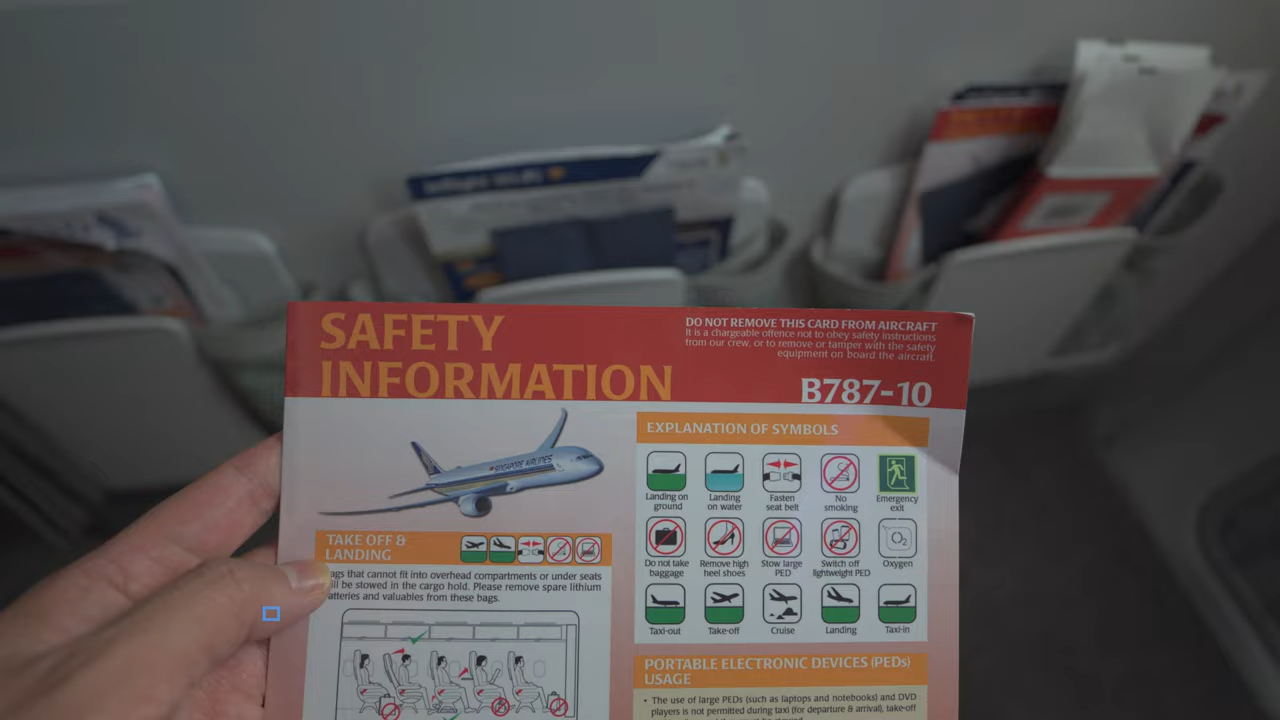 SAFETY
INFORMATION
DO NOT REMOVE THIS CARD FROM AIRCRAFT
It is a chargeable offence not to obey safety instructions
from our crew, or to remove or tamper with the safety
equipment on board the aircraft.
B787-10
SINGAPORE AIRLINES
TAKE OFF &
LANDING
ags that cannot fit into overhead compartments or under seats
ill be stowed in the cargo hold. Please remove spare lithium
atteries and valuables from these bags.
EXPLANATION OF SYMBOLS
Landing on
ground
Landing
on water
Fasten
seat belt
No
smoking
Emergency
exit
Do not take
baggage
Remove high
heel shoes
Stow large
PED
Switch off
lightweight PED
O2
Oxygen
Taxi-out
Take-off
Cruise
Landing
Taxi-in
PORTABLE ELECTRONIC DEVICES (PEDs)
USAGE
• The use of large PEDs (such as laptops and notebooks) and DVD
players is not permitted during taxi (for departure & arrival), take-off